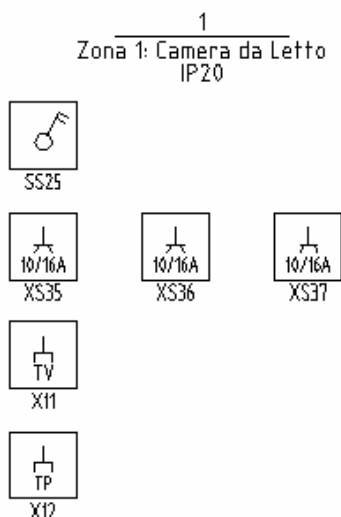 1
Zona 1: Camera da Letto
IP20
SS25
10/16A 10/16A 10/16A
XS35 XS36 XS37
TV
X11
TP
X12